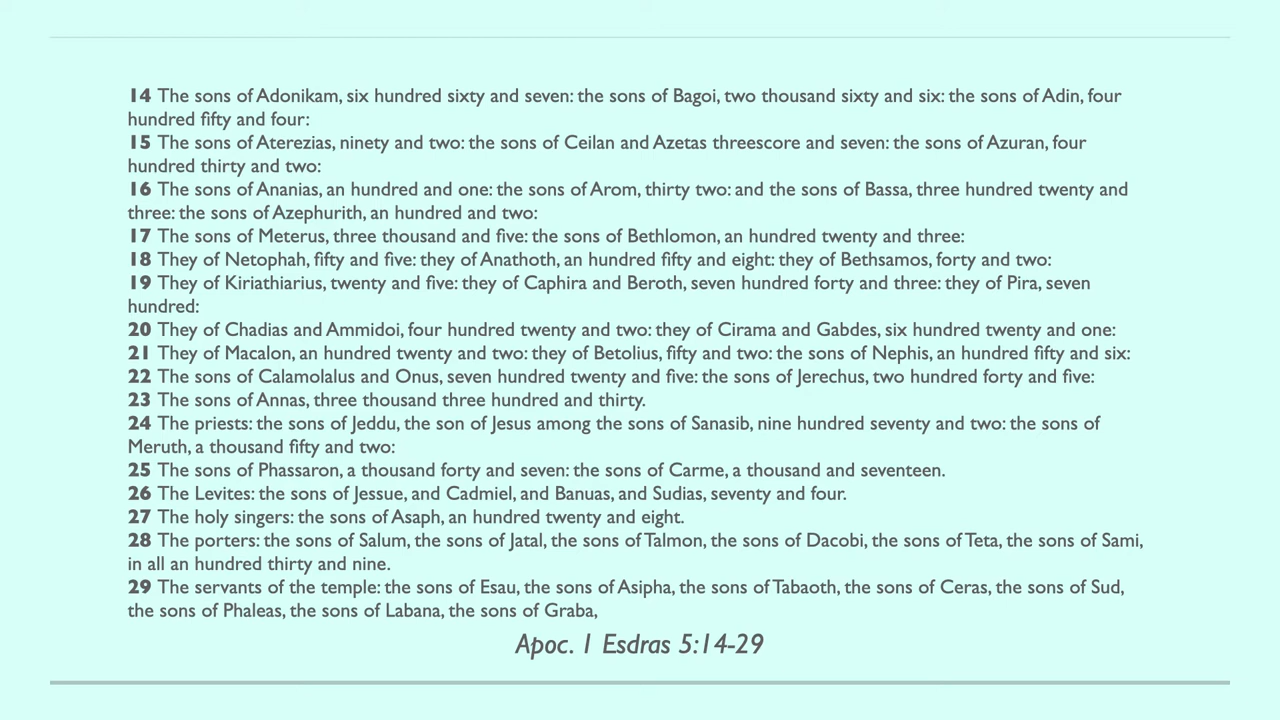 14 The sons of Adonikam, six hundred sixty and seven: the sons of Bagoi, two thousand sixty and six: the sons of Adin, four
hundred fifty and four:
15 The sons of Aterezias, ninety and two: the sons of Ceilan and Azetas threescore and seven: the sons of Azuran, four
hundred thirty and two:
16 The sons of Ananias, an hundred and one: the sons of Arom, thirty two: and the sons of Bassa, three hundred twenty and
three: the sons of Azephurith, an hundred and two:
17 The sons of Meterus, three thousand and five: the sons of Bethlomon, an hundred twenty and three:
18 They of Netophah, fifty and five: they of Anathoth, an hundred fifty and eight: they of Bethsamos, forty and two:
19 They of Kiriathiarius, twenty and five: they of Caphira and Beroth, seven hundred forty and three: they of Pira, seven
hundred:
20 They of Chadias and Ammidoi, four hundred twenty and two: they of Cirama and Gabdes, six hundred twenty and one:
21 They of Macalon, an hundred twenty and two: they of Betolius, fifty and two: the sons of Nephis, an hundred fifty and six:
22 The sons of Calamolalus and Onus, seven hundred twenty and five: the sons of Jerechus, two hundred forty and five:
23 The sons of Annas, three thousand three hundred and thirty.
24 The priests: the sons of Jeddu, the son of Jesus among the sons of Sanasib, nine hundred seventy and two: the sons of
Meruth, a thousand fifty and two:
25 The sons of Phassaron, a thousand forty and seven: the sons of Carme, a thousand and seventeen.
26 The Levites: the sons of Jessue, and Cadmiel, and Banuas, and Sudias, seventy and four.
27 The holy singers: the sons of Asaph, an hundred twenty and eight.
28 The porters: the sons of Salum, the sons of Jatal, the sons of Talmon, the sons of Dacobi, the sons of Teta, the sons of Sami,
in all an hundred thirty and nine.
29 The servants of the temple: the sons of Esau, the sons of Asipha, the sons of Tabaoth, the sons of Ceras, the sons of Sud,
the sons of Phaleas, the sons of Labana, the sons of Graba,
Apoc. 1 Esdras 5:14-29